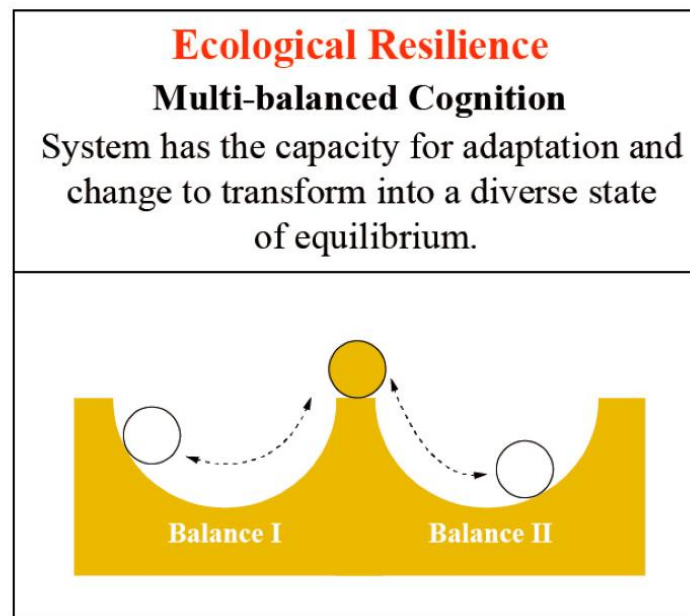 Ecological Resilience
Multi-balanced Cognition
System has the capacity for adaptation and
change to transform into a diverse state
of equilibrium.
Balance I
Balance II